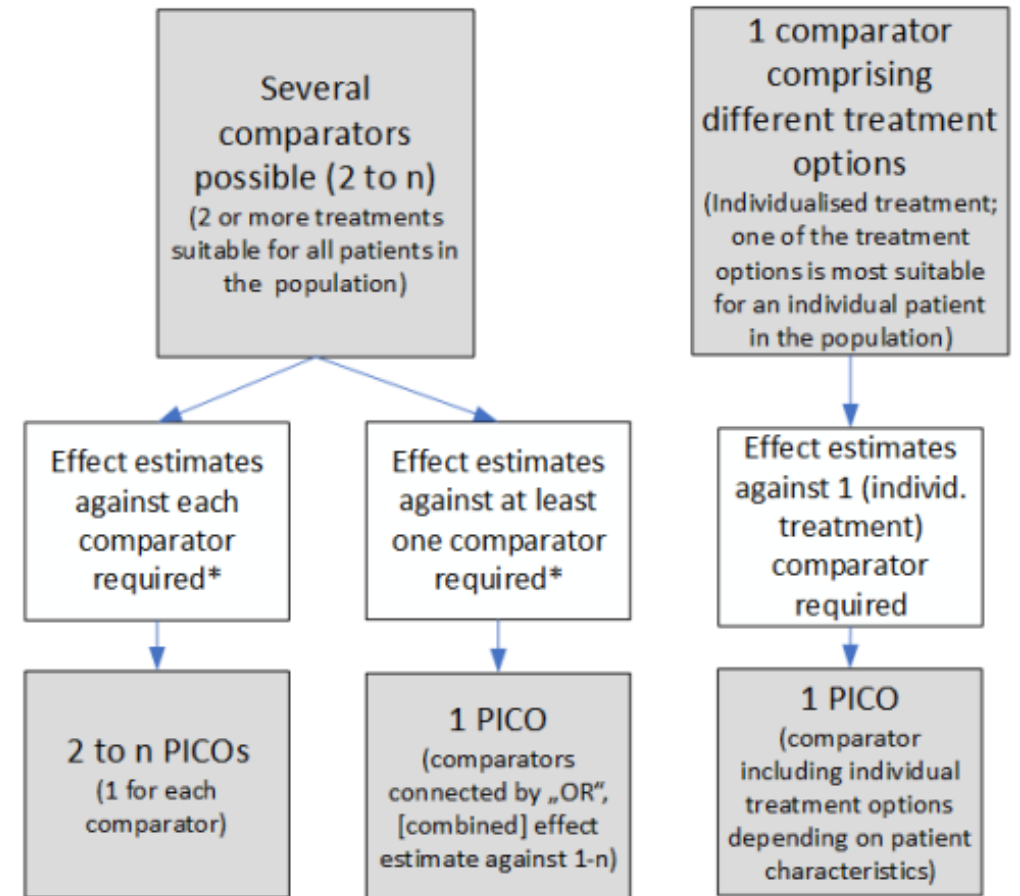 Several
comparators
possible (2 to n)
(2 or more treatments
suitable for all patients in
the population)
1 comparator
comprising
different treatment
options
(Individualised treatment;
one of the treatment
options is most suitable
for an individual patient
in the population)
Effect estimates
against each
comparator
required*
Effect estimates
against at least
one comparator
required*
Effect estimates
against 1 (individ.
treatment)
comparator
required
2 to n PICOs
(1 for each
comparator)
1 PICO
(comparators
connected by „OR“,
[combined] effect
estimate against 1-n)
1 PICO
(comparator
including individual
treatment options
depending on patient
characteristics)